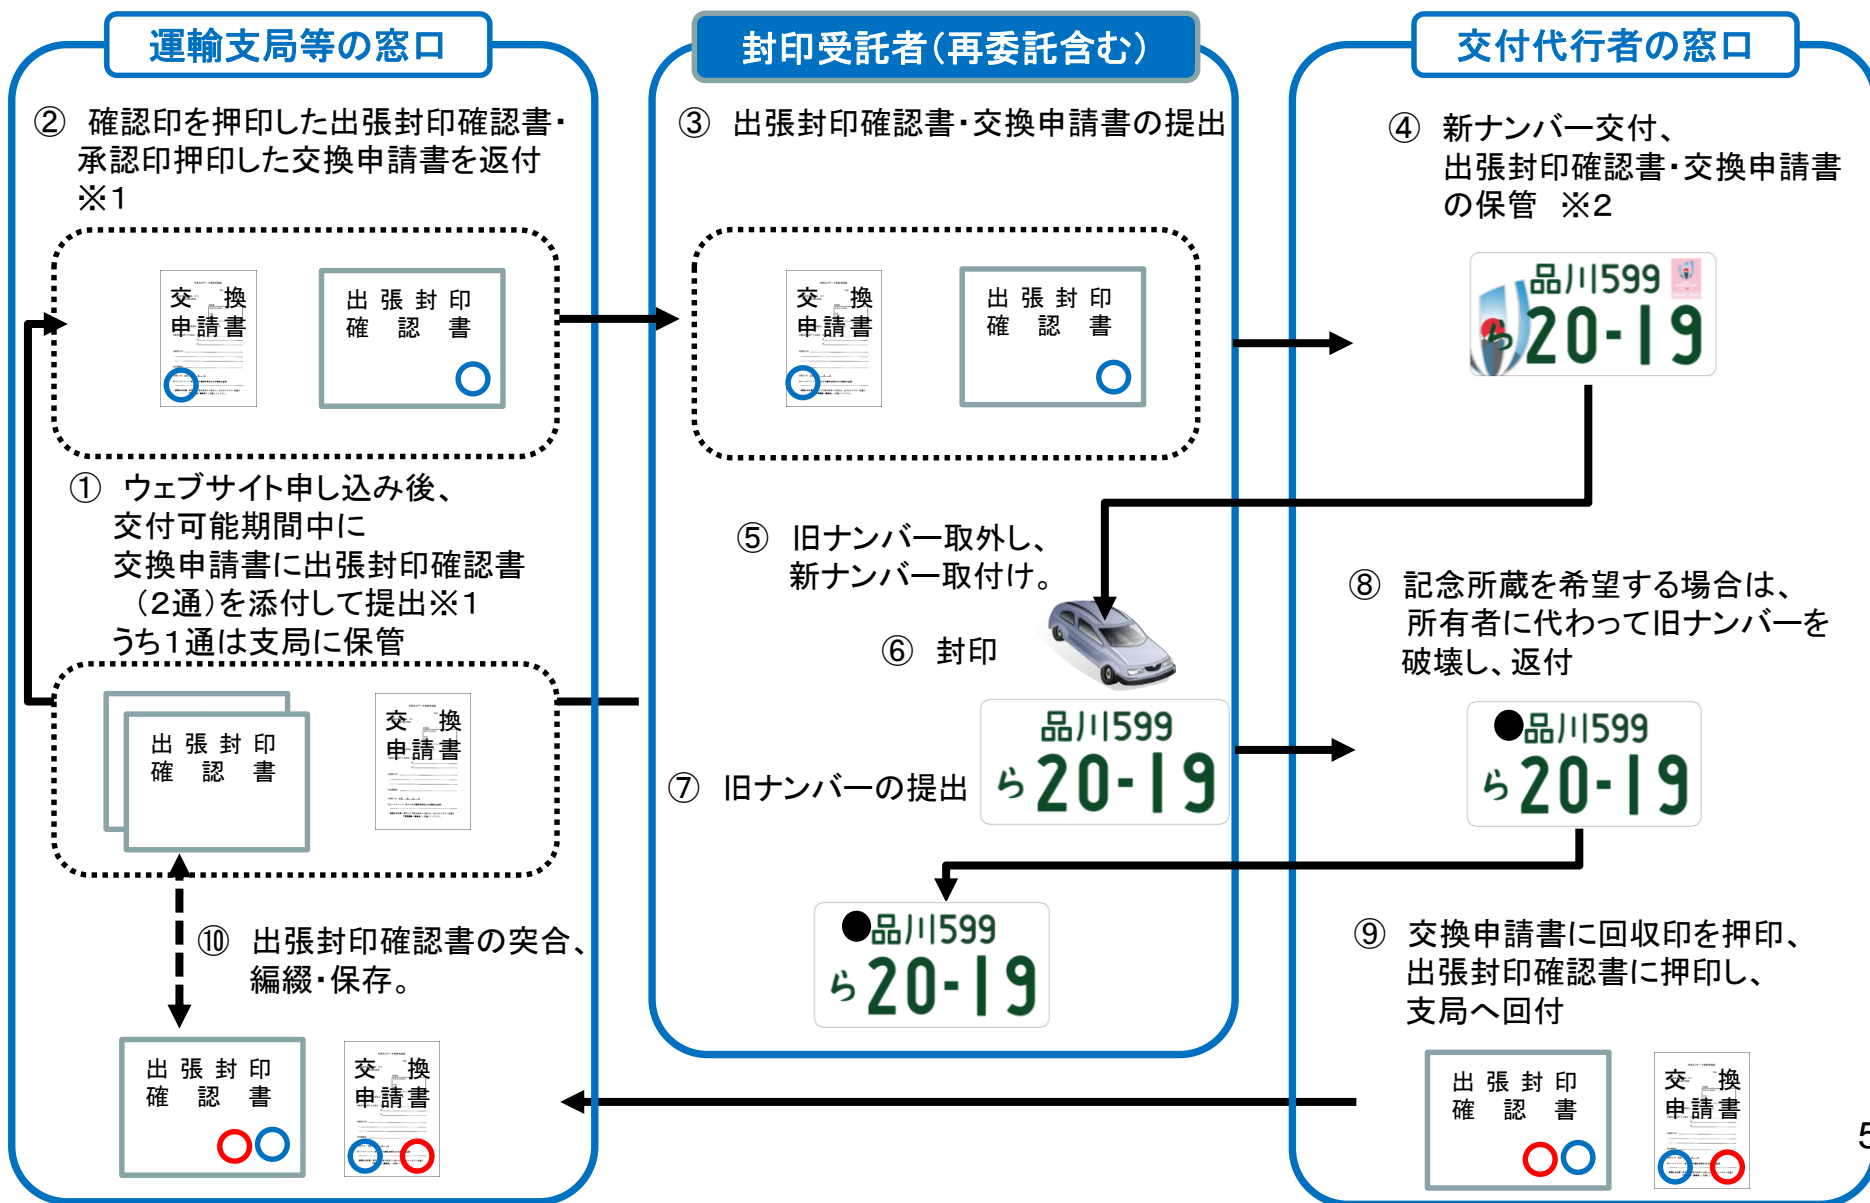 運輸支局等の窓口
② 確認印を押印した出張封印確認書・
承認印押印した交換申請書を返付
※1
交 換
申請書
出張封印
確認書
① ウェブサイト申し込み後、
交付可能期間中に
交換申請書に出張封印確認書
(2通)を添付して提出※1
うち1通は支局に保管
出張封印
確認書
交 換
申請書
⑩ 出張封印確認書の突合、
編綴・保存。
出張封印
確認書
交 換
申請書
封印受託者(再委託含む)
③ 出張封印確認書・交換申請書の提出
交 換
申請書
出張封印
確認書
⑤ 旧ナンバー取外し、
新ナンバー取付け。
⑥ 封印
⑦ 旧ナンバーの提出
品川599
ら20-19
品川599
ら20-19
交付代行者の窓口
④ 新ナンバー交付、
出張封印確認書・交換申請書
の保管 ※2
品川599
ら20-19
⑧ 記念所蔵を希望する場合は、
所有者に代わって旧ナンバーを
破壊し、返付
品川599
ら20-19
⑨ 交換申請書に回収印を押印、
出張封印確認書に押印し、
支局へ回付
出張封印
確認書
交 換
申請書
5